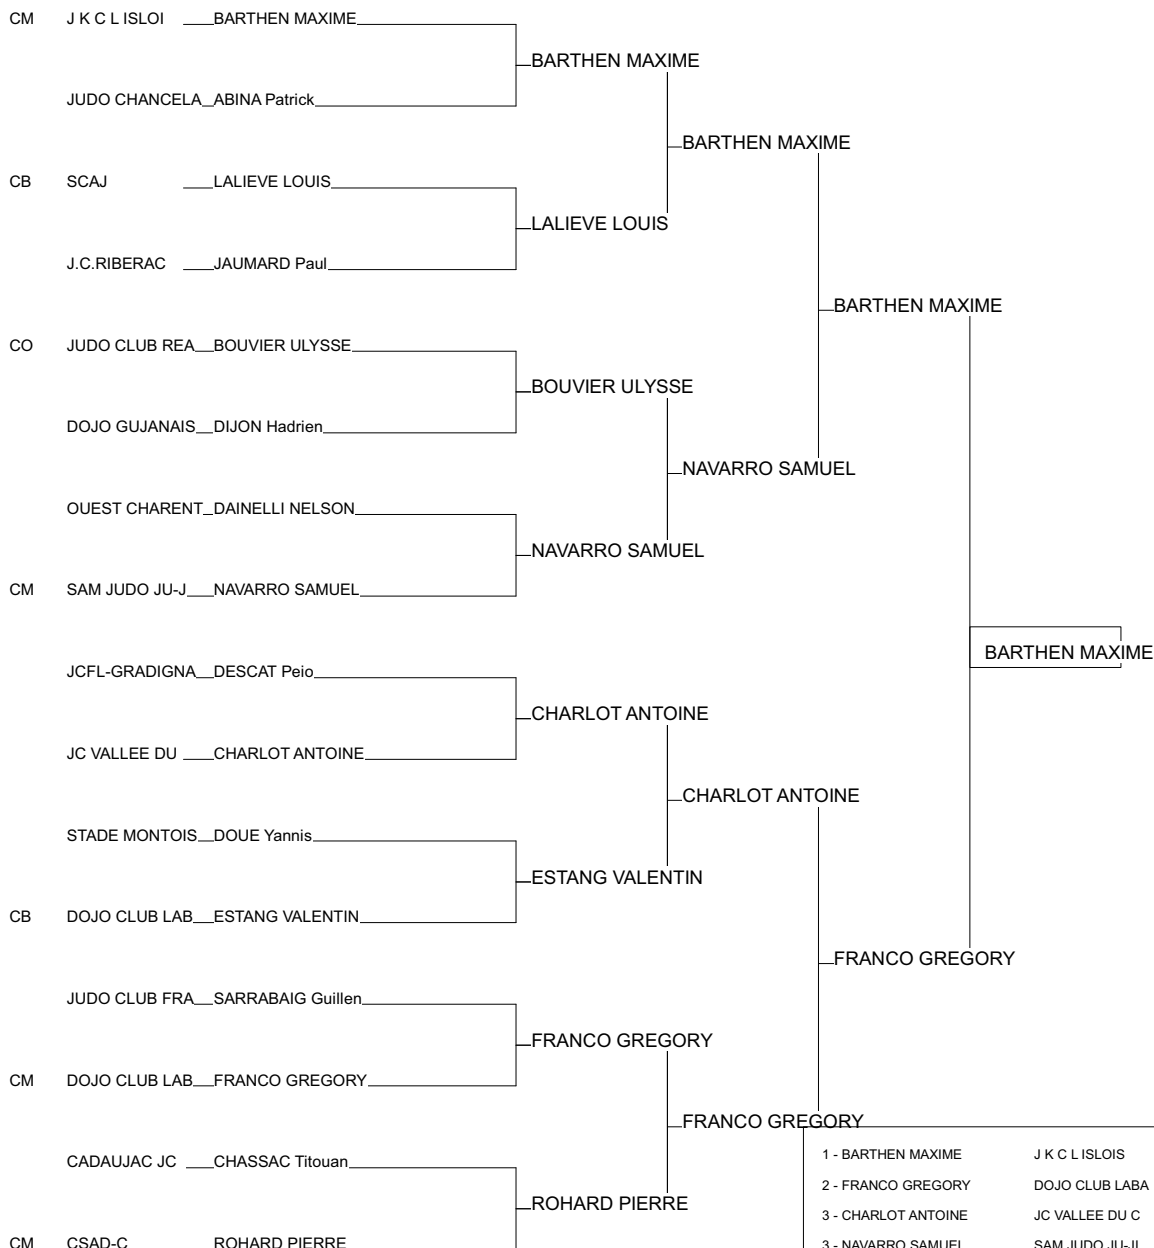 CM J K C L ISLOI BARTHEN MAXIME
BARTHEN MAXIME
JUDO CHANCELA ABINA Patrick
BARTHEN MAXIME
CB SCAJ LALIEVE LOUIS
LALIEVE LOUIS
J.C.RIBERAC JAUMARD Paul
BARTHEN MAXIME
CO JUDO CLUB REA BOUVIER ULYSSE
BOUVIER ULYSSE
DOJO GUJANAIS DIJON Hadrien
NAVARRO SAMUEL
OUEST CHARENT DAINELLI NELSON
NAVARRO SAMUEL
CM SAM JUDO JU-J NAVARRO SAMUEL
BARTHEN MAXIME
JCFL-GRADIGNA DESCAT Peio
CHARLOT ANTOINE
JC VALLEE DU CHARLOT ANTOINE
CHARLOT ANTOINE
STADE MONTOIS DOUE Yannis
ESTANG VALENTIN
CB DOJO CLUB LAB ESTANG VALENTIN
FRANCO GREGORY
JUDO CLUB FRA SARRABAIG Guillen
FRANCO GREGORY
CM DOJO CLUB LAB FRANCO GREGORY
FRANCO GREGORY
1 - BARTHEN MAXIME J K C L ISLOIS
CADAUJAC JC CHASSAC Titouan
2 - FRANCO GREGORY DOJO CLUB LABA
ROHARD PIERRE
3 - CHARLOT ANTOINE JC VALLEE DU C
CM CSAD-C ROHARD PIERRE
3 - NAVARRO SAMUEL SAM JUDO JU-JI